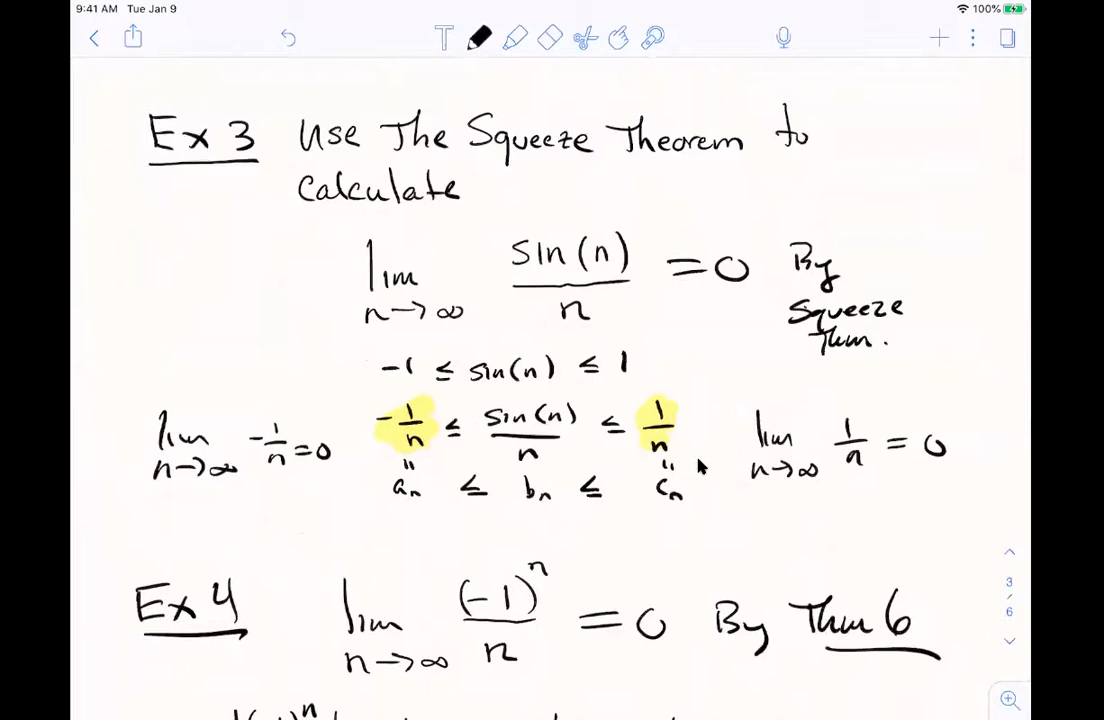 9:41 AM Tue Jan 9
100%
Ex 3 Use The Squeeze Theorem to
Calculate
lim n→∞ sin(n)/n = 0 By
Squeeze
Thm.
-1 ≤ sin(n) ≤ 1
lim n→∞ -1/n = 0
-1/n ≤ sin(n)/n ≤ 1/n
lim n→∞ 1/n = 0
" "
aₙ ≤ bₙ ≤ cₙ
Ex 4 lim n→∞ (-1)ⁿ/n = 0 By Thm 6
3
/
6